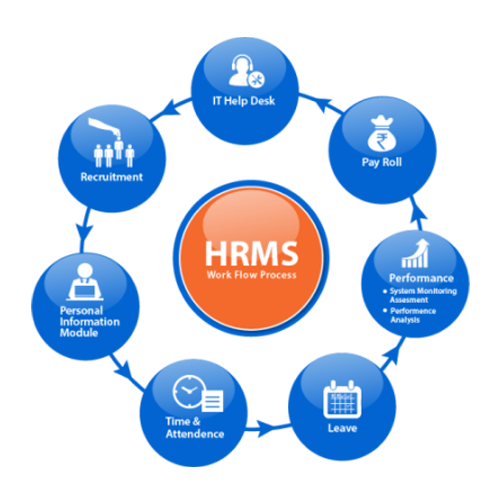 IT Help Desk
Pay Roll
Recruitment
HRMS
Work Flow Process
Performance
• System Monitoring
Assesment
• Performence
Analysis
Personal
Information
Module
Time &
Attendence
Leave